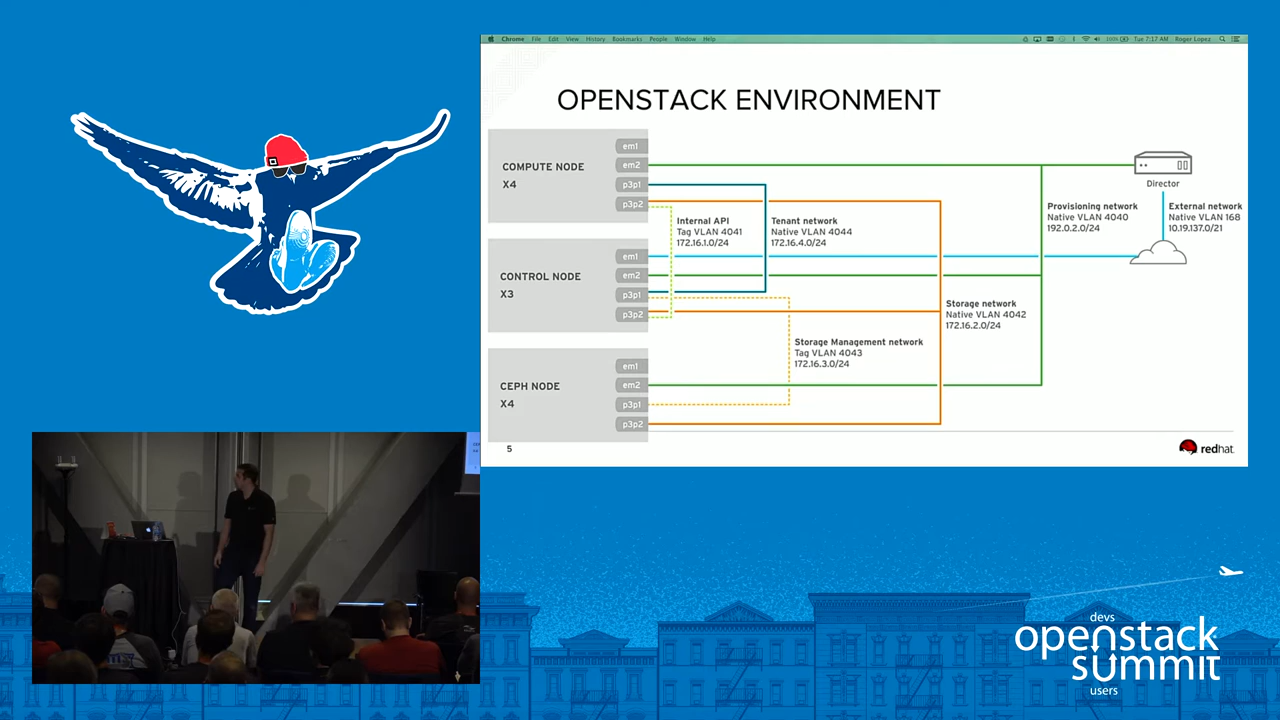 Chrome File Edit View History Bookmarks People Window Help
Tue 7:17 AM Roger Lopez
OPENSTACK ENVIRONMENT
COMPUTE NODE
X4
em1
em2
p3p1
p3p2
CONTROL NODE
X3
em1
em2
p3p1
p3p2
CEPH NODE
X4
em1
em2
p3p1
p3p2
Internal API
Tag VLAN 4041
172.16.1.0/24
Tenant network
Native VLAN 4044
172.16.4.0/24
Storage Management network
Tag VLAN 4043
172.16.3.0/24
Storage network
Native VLAN 4042
172.16.2.0/24
Director
Provisioning network
Native VLAN 4040
192.0.2.0/24
External network
Native VLAN 168
10.19.137.0/21
5
redhat
devs
openstack
summit
users